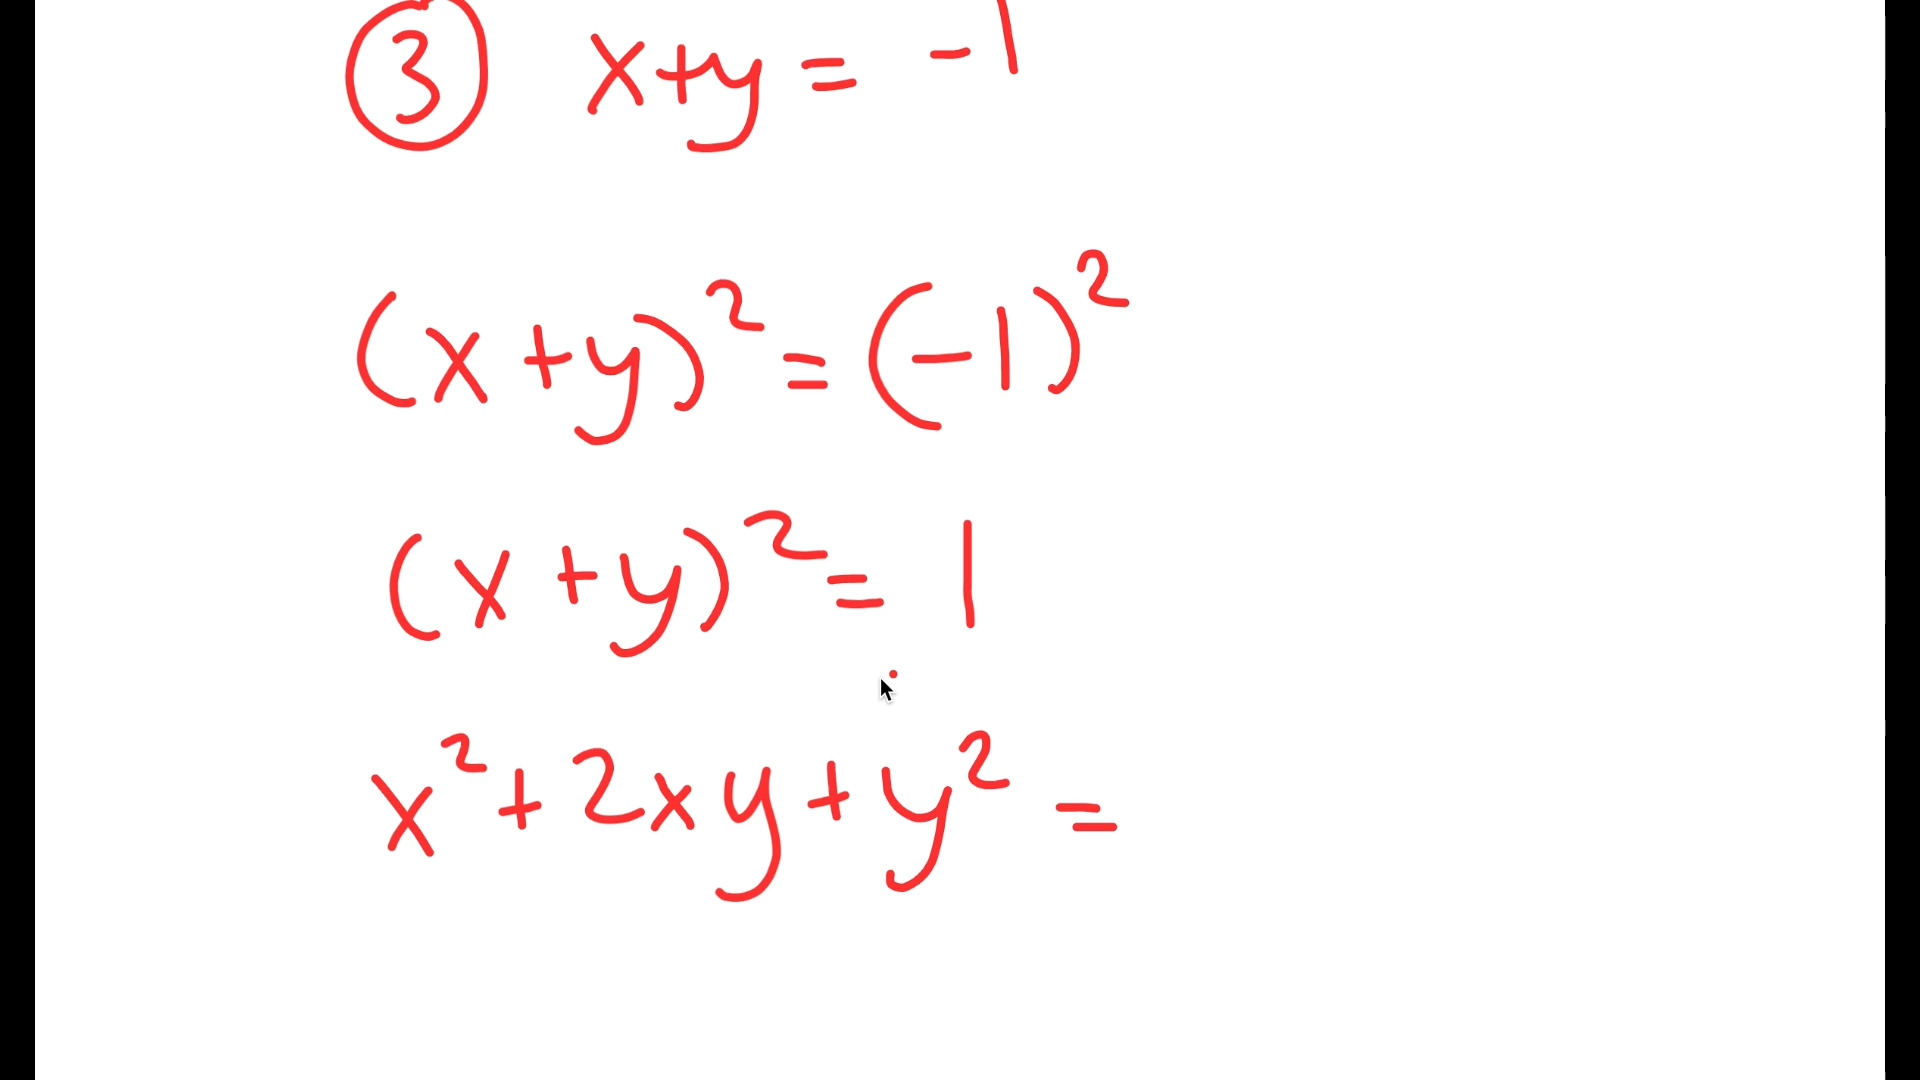 ③ x+y = -1
(x+y)² = (-1)²
(x+y)² = 1
x² + 2xy + y² =